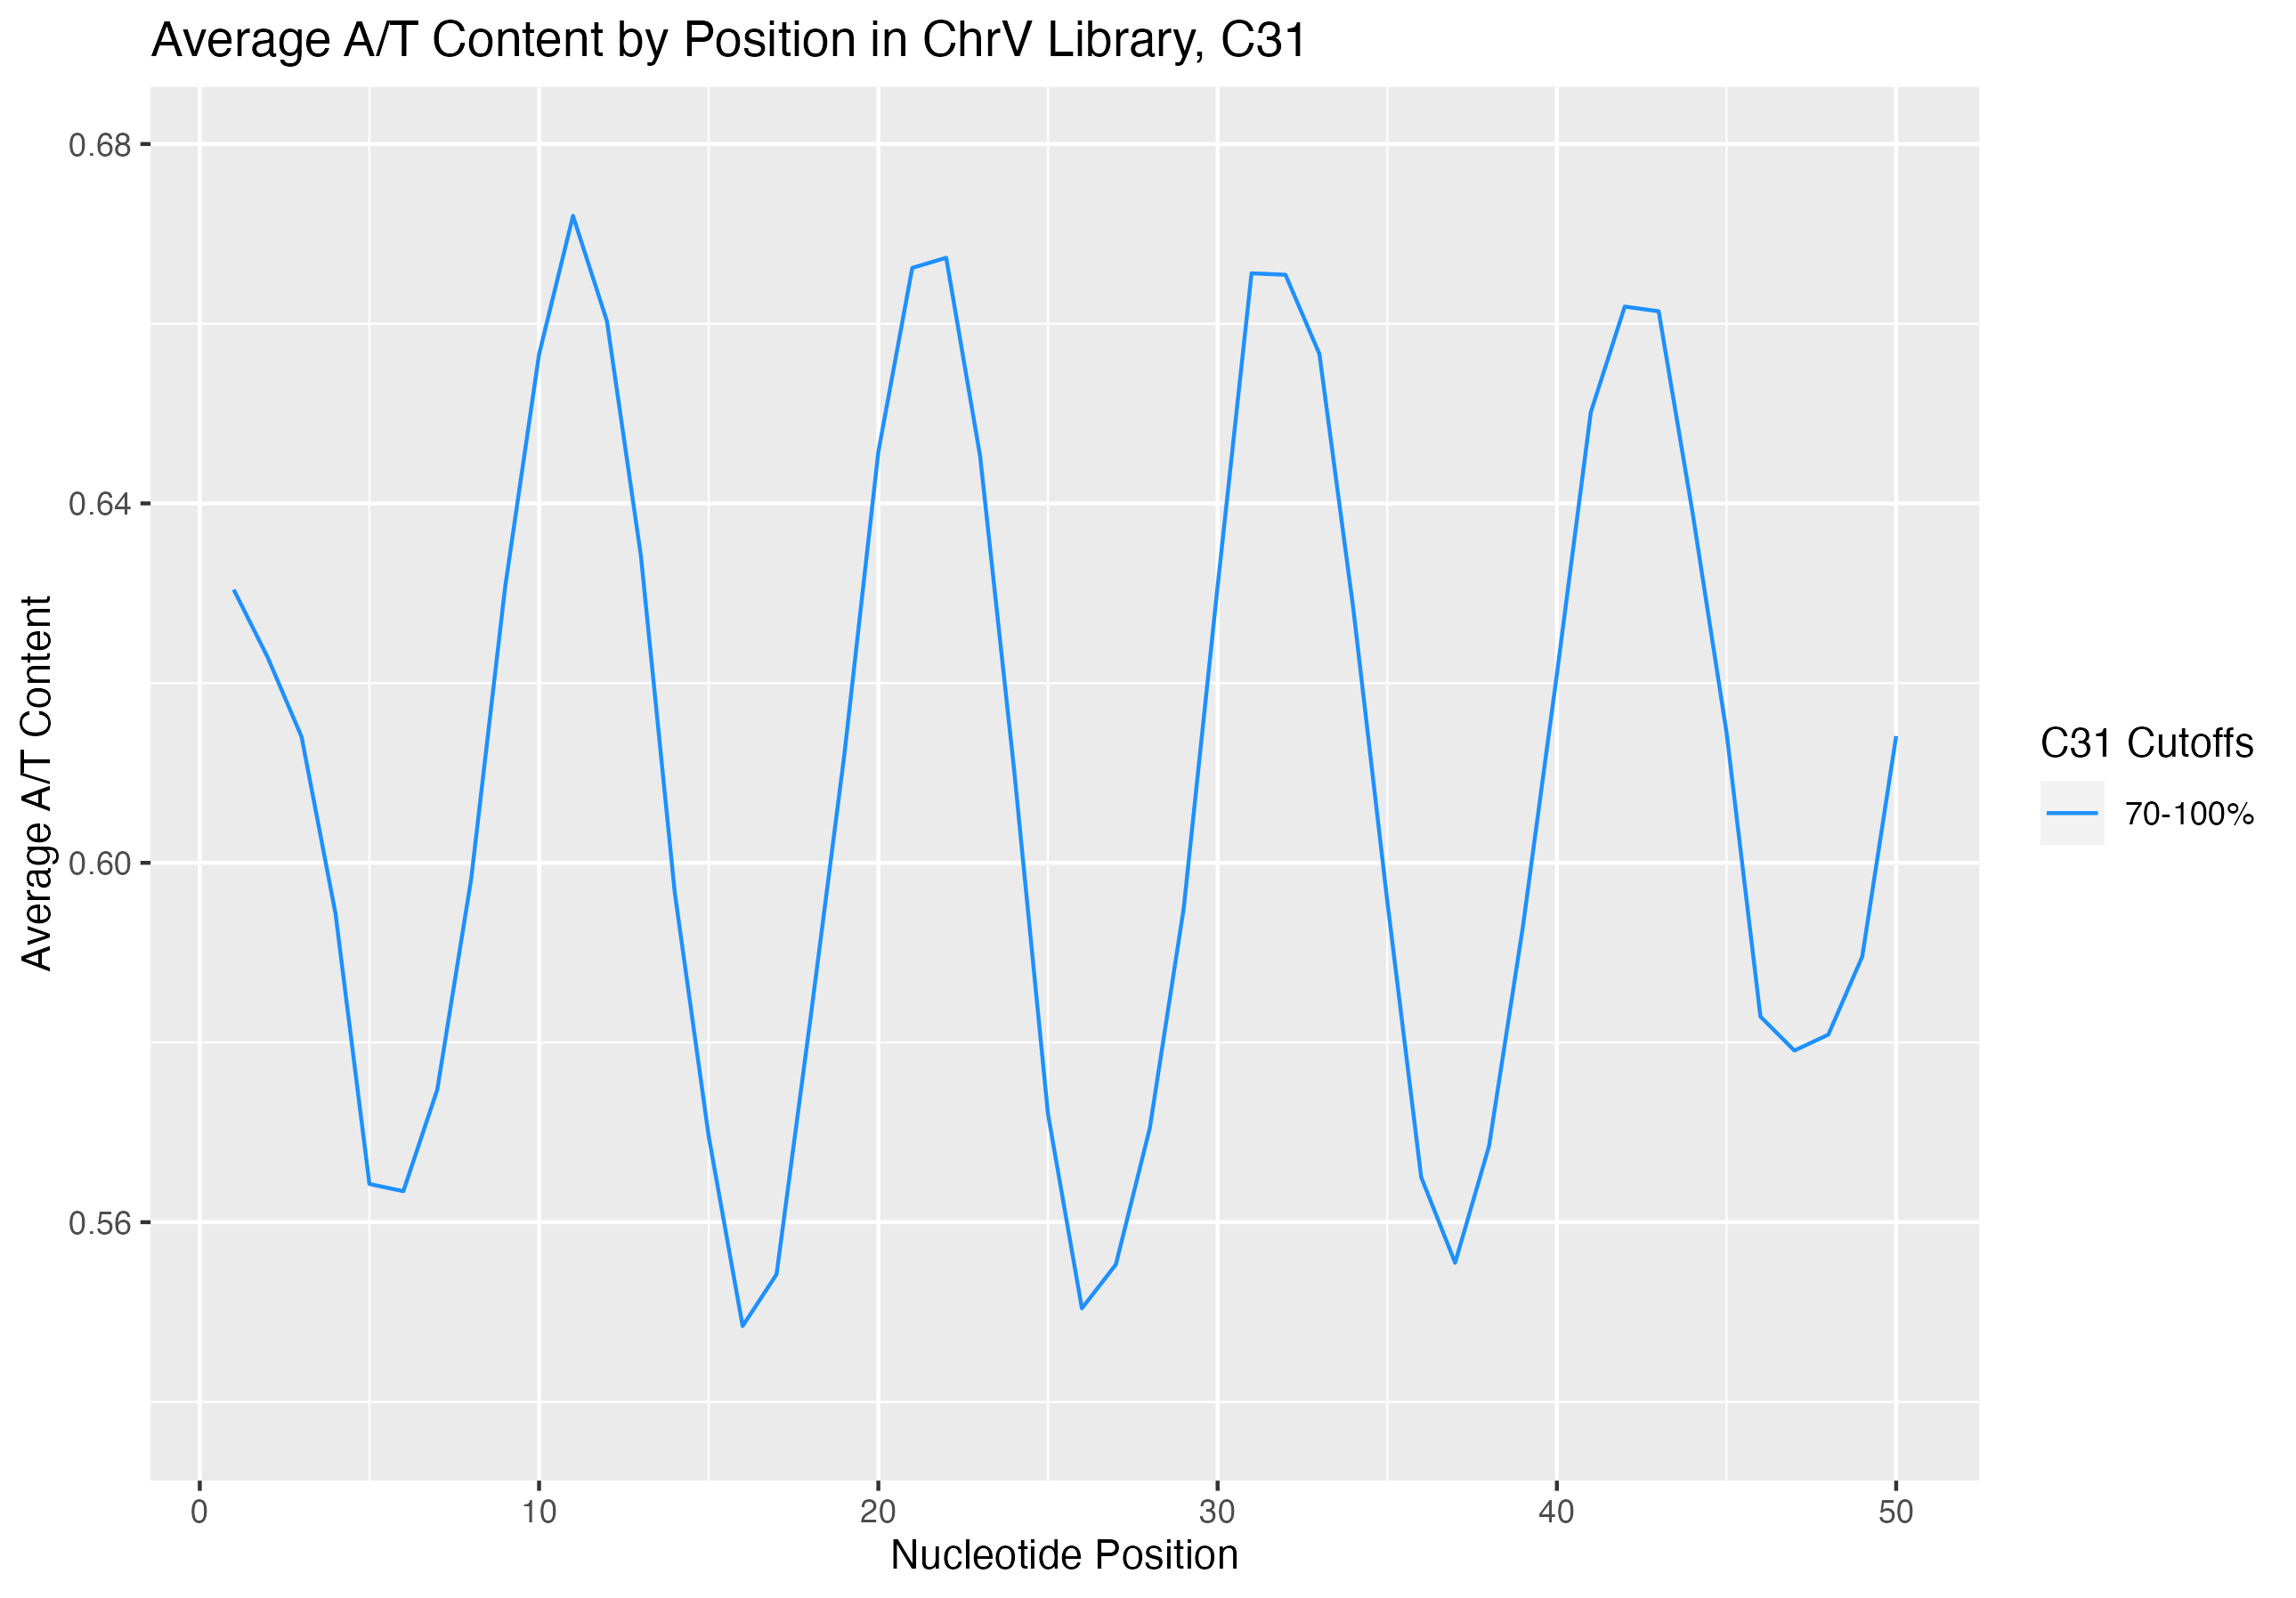 Average A/T Content by Position in ChrV Library, C31
0.68
0.64
0.60
0.56
Average A/T Content
0 10 20 30 40 50
Nucleotide Position
C31 Cutoffs
70-100%